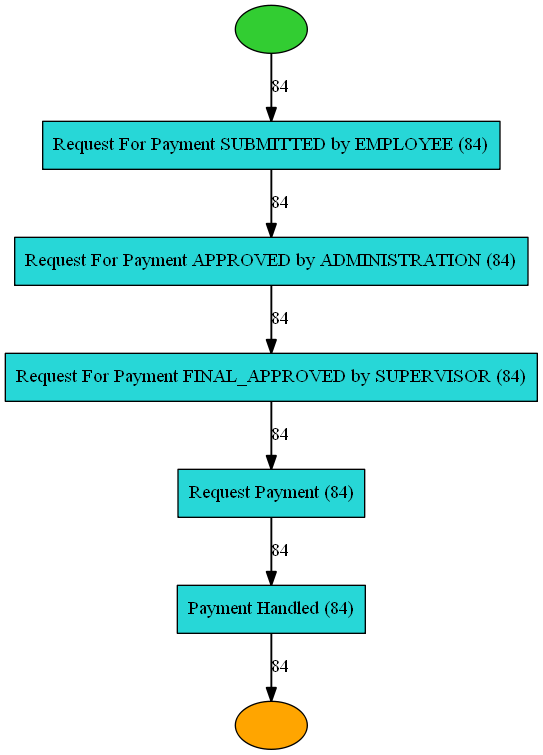 84
Request For Payment SUBMITTED by EMPLOYEE (84)
84
Request For Payment APPROVED by ADMINISTRATION (84)
84
Request For Payment FINAL_APPROVED by SUPERVISOR (84)
84
Request Payment (84)
84
Payment Handled (84)
84